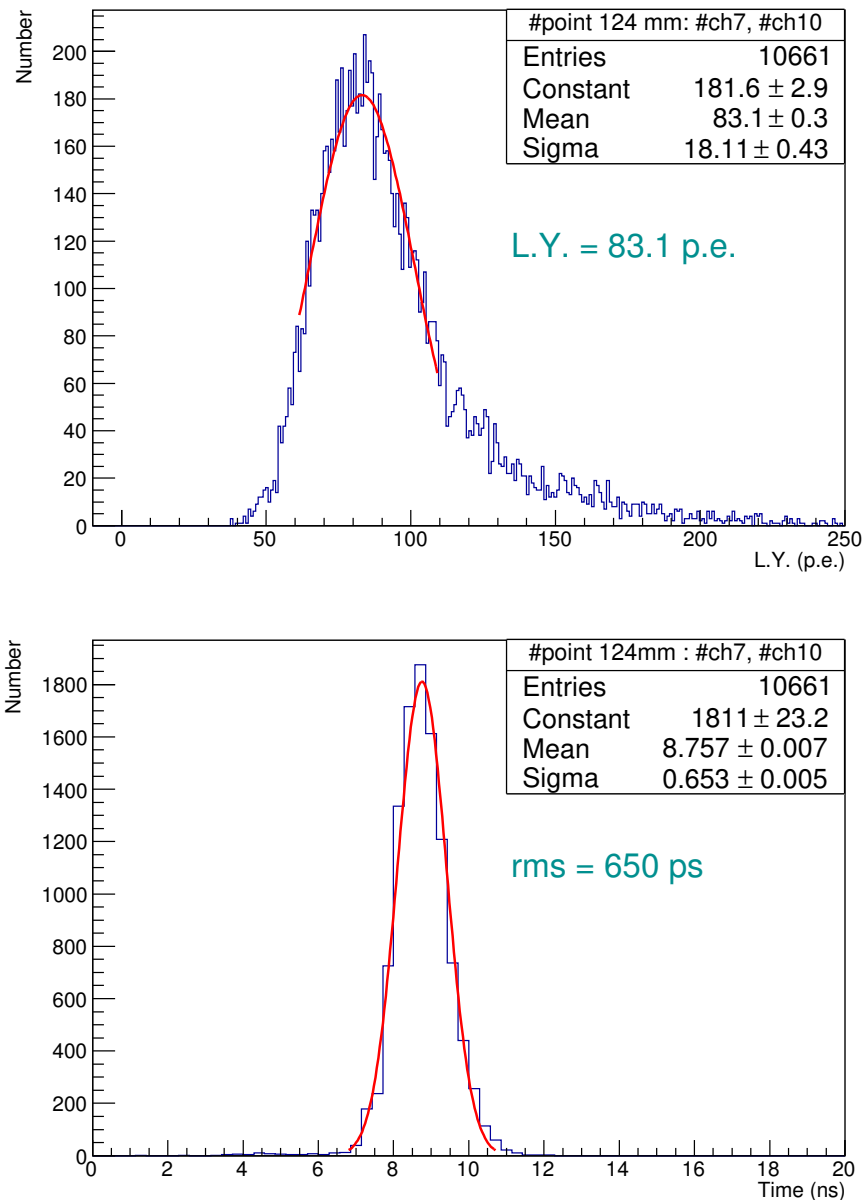 Number
#point 124 mm: #ch7, #ch10
Entries 10661
Constant 181.6 ± 2.9
Mean 83.1 ± 0.3
Sigma 18.11 ± 0.43
L.Y. = 83.1 p.e.
200
180
160
140
120
100
80
60
40
20
0
0 50 100 150 200 250
L.Y. (p.e.)
Number
#point 124mm : #ch7, #ch10
Entries 10661
Constant 1811 ± 23.2
Mean 8.757 ± 0.007
Sigma 0.653 ± 0.005
rms = 650 ps
1800
1600
1400
1200
1000
800
600
400
200
0
0 2 4 6 8 10 12 14 16 18 20
Time (ns)